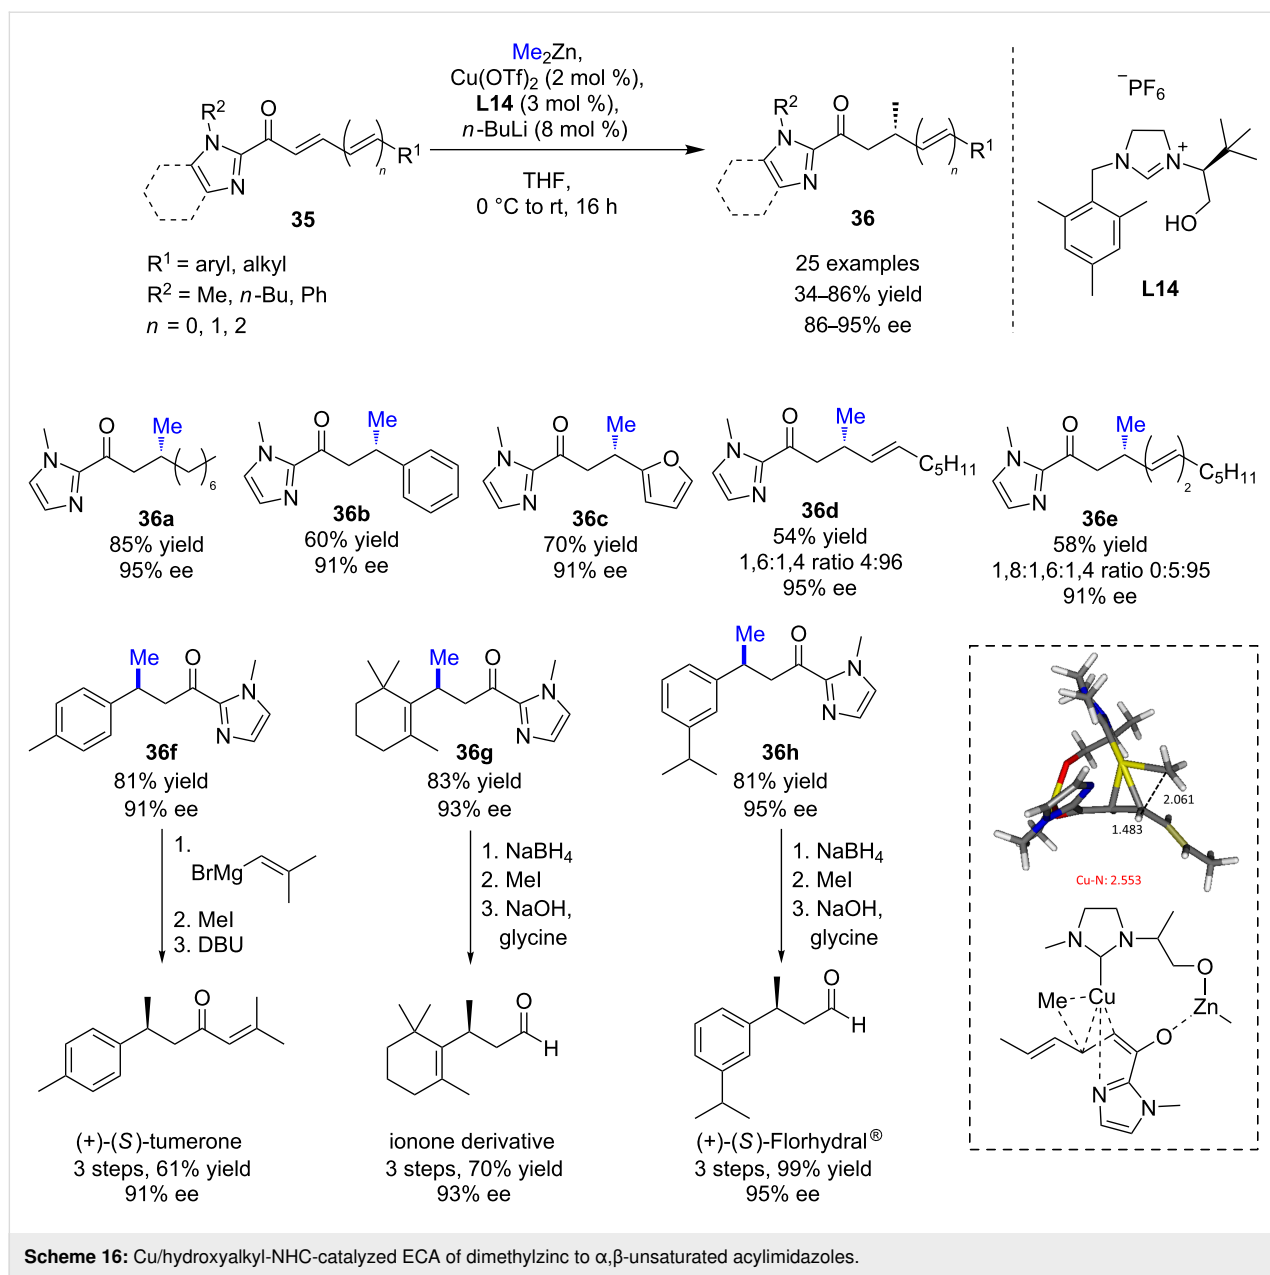 Me2Zn,
Cu(OTf)2 (2 mol %),
L14 (3 mol %),
n-BuLi (8 mol %)
THF,
0 °C to rt, 16 h
R2
N
N
O
n
R1
35
R1 = aryl, alkyl
R2 = Me, n-Bu, Ph
n = 0, 1, 2
R2
N
N
O
n
R1
36
25 examples
34–86% yield
86–95% ee
−PF6
N
N+
HO
L14
N
N
O
Me
6
36a
85% yield
95% ee
N
N
O
Me
36b
60% yield
91% ee
N
N
O
Me
O
36c
70% yield
91% ee
N
N
O
Me
C5H11
36d
54% yield
1,6:1,4 ratio 4:96
95% ee
N
N
O
Me
2
C5H11
36e
58% yield
1,8:1,6:1,4 ratio 0:5:95
91% ee
Me
O
N
N
36f
81% yield
91% ee
1.
BrMg
2. MeI
3. DBU
O
(+)-(S)-tumerone
3 steps, 61% yield
91% ee
Me
O
N
N
36g
83% yield
93% ee
1. NaBH4
2. MeI
3. NaOH,
glycine
O
H
ionone derivative
3 steps, 70% yield
93% ee
Me
O
N
N
36h
81% yield
95% ee
1. NaBH4
2. MeI
3. NaOH,
glycine
O
H
(+)-(S)-Florhydral®
3 steps, 99% yield
95% ee
2.061
1.483
Cu-N: 2.553
N
N
O
Me
Cu
Zn
O
N
N
Scheme 16: Cu/hydroxyalkyl-NHC-catalyzed ECA of dimethylzinc to α,β-unsaturated acylimidazoles.